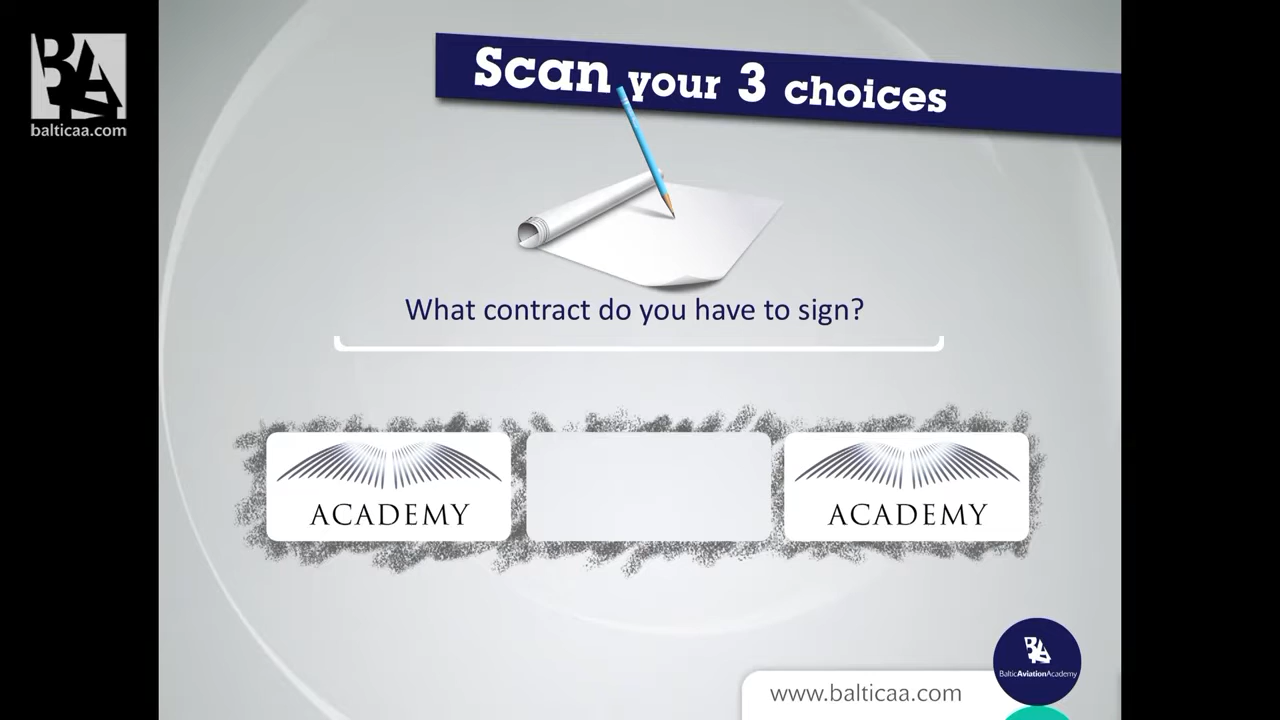 balticaa.com
Scan your 3 choices
What contract do you have to sign?
ACADEMY
ACADEMY
BalticAviationAcademy
www.balticaa.com